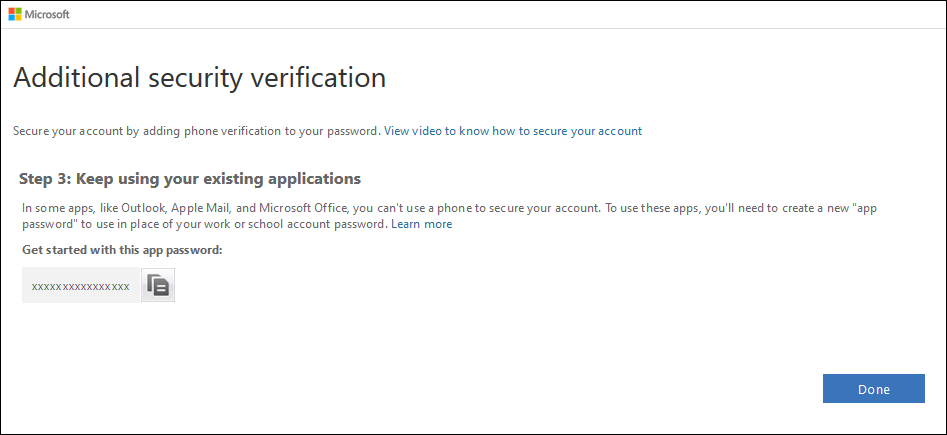 Microsoft
Additional security verification
Secure your account by adding phone verification to your password. View video to know how to secure your account
Step 3: Keep using your existing applications
In some apps, like Outlook, Apple Mail, and Microsoft Office, you can't use a phone to secure your account. To use these apps, you'll need to create a new "app
password" to use in place of your work or school account password. Learn more
Get started with this app password:
xxxxxxxxxxxxxxxx
Done